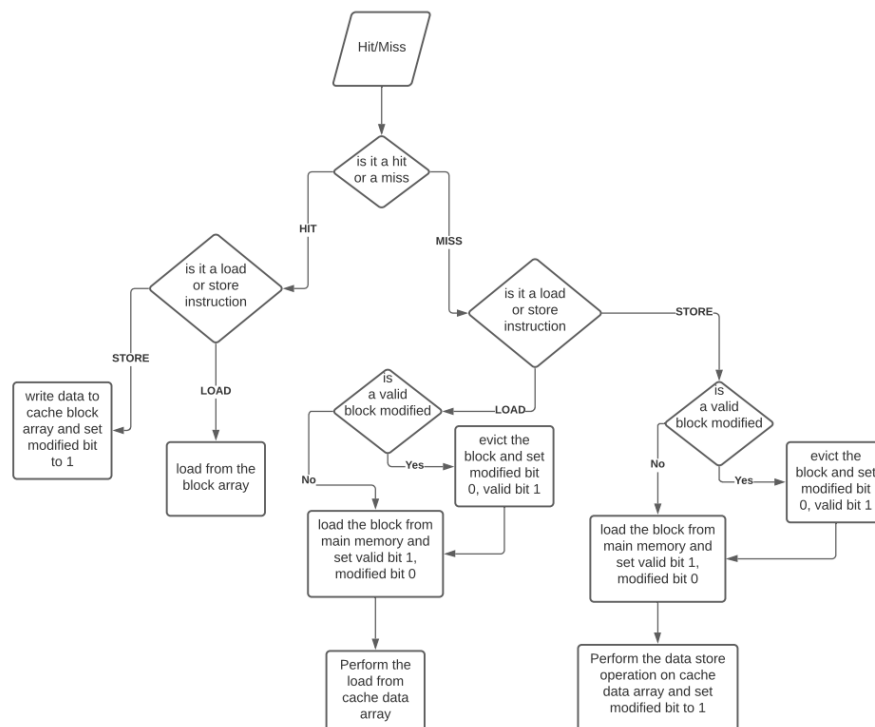 Hit/Miss
is it a hit
or a miss
HIT
MISS
is it a load
or store
instruction
is it a load
or store
instruction
STORE
STORE
LOAD
write data to
cache block
array and set
modified bit
to 1
load from the
block array
is
a valid
block modified
LOAD
is
a valid
block modified
No
Yes
evict the
block and set
modified bit
0, valid bit 1
No
Yes
evict the
block and set
modified bit
0, valid bit 1
load the block from
main memory and
set valid bit 1,
modified bit 0
load the block from
main memory and
set valid bit 1,
modified bit 0
Perform the
load from
cache data
array
Perform the data store
operation on cache
data array and set
modified bit to 1